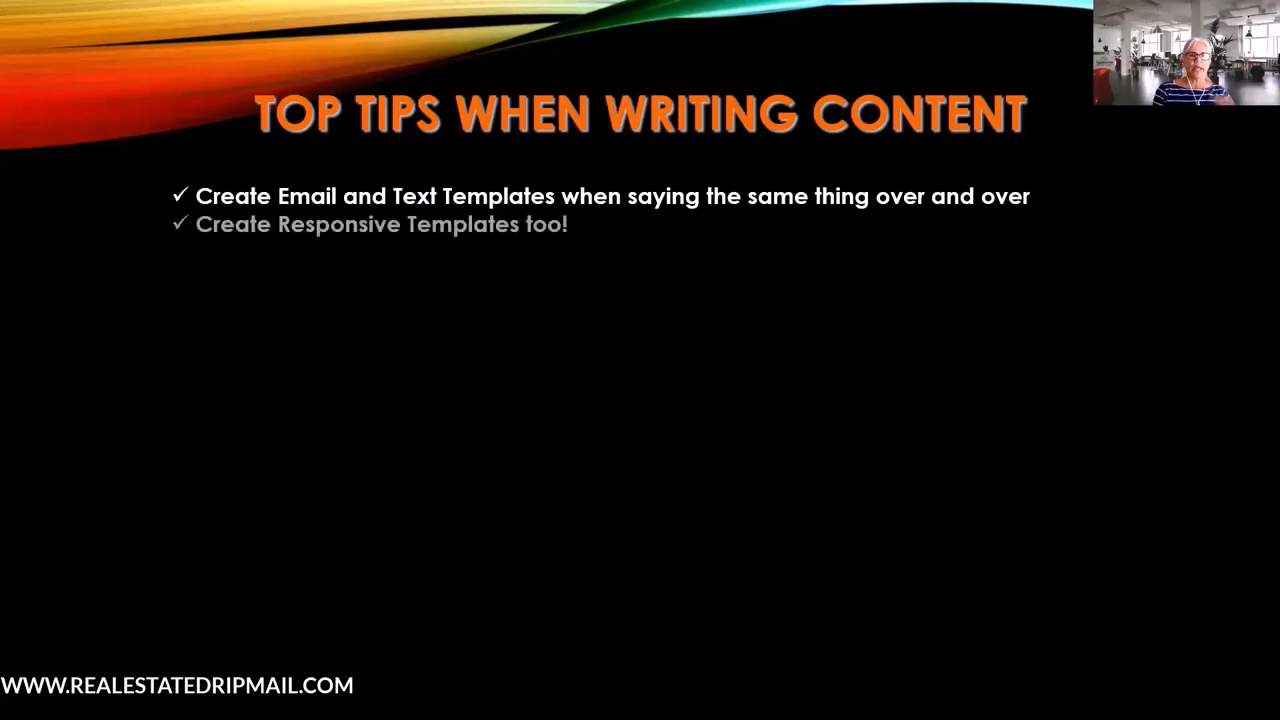 TOP TIPS WHEN WRITING CONTENT
✓ Create Email and Text Templates when saying the same thing over and over
✓ Create Responsive Templates too!
WWW.REALESTATEDRIPMAIL.COM